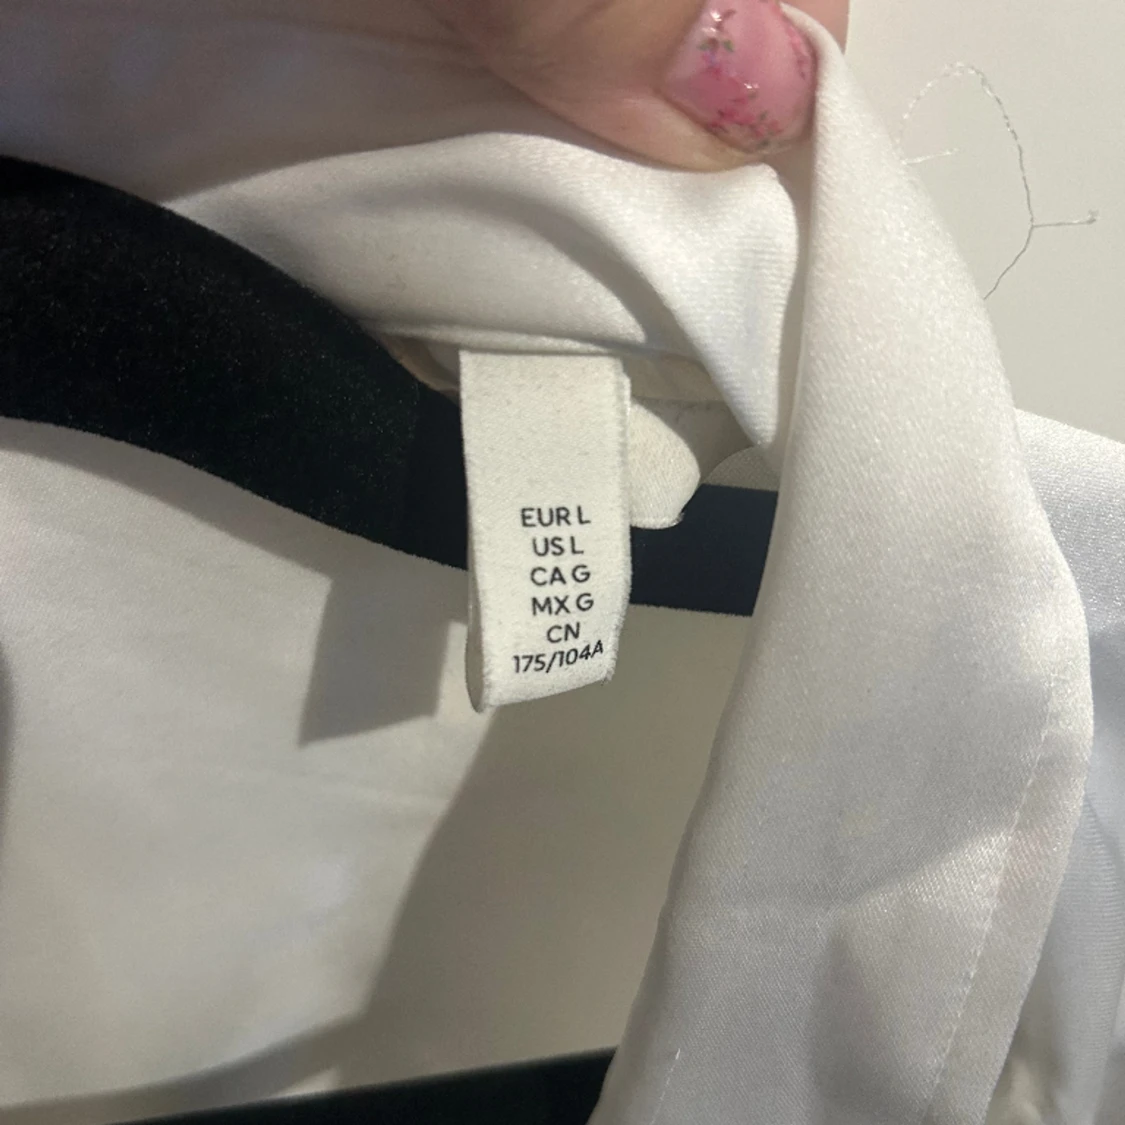 EUR L
US L
CA G
MX G
CN
175/104A